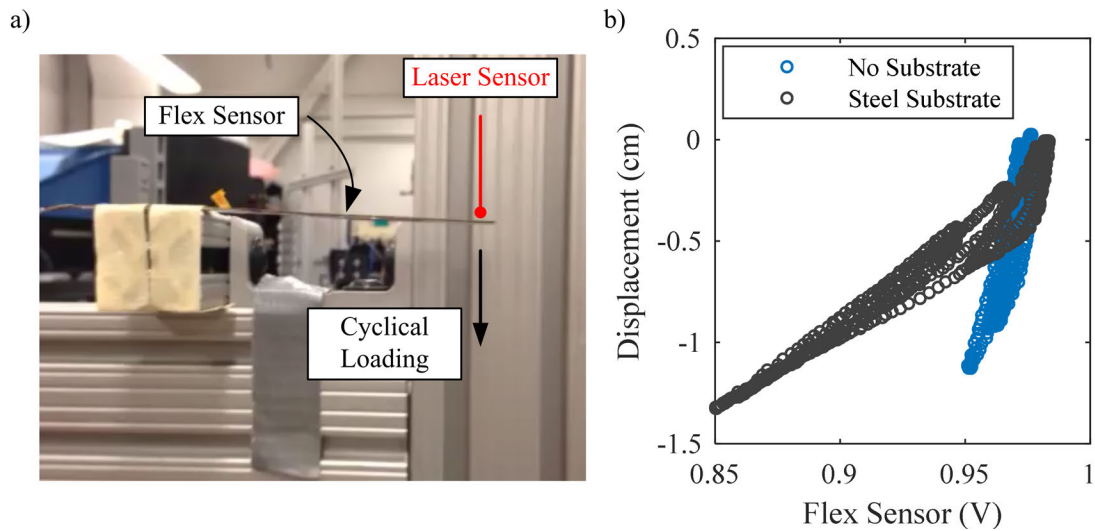 a)
Laser Sensor
Flex Sensor
Cyclical
Loading
b)
No Substrate
Steel Substrate
0.5
0
-0.5
-1
-1.5
Displacement (cm)
0.85
0.9
0.95
1
Flex Sensor (V)